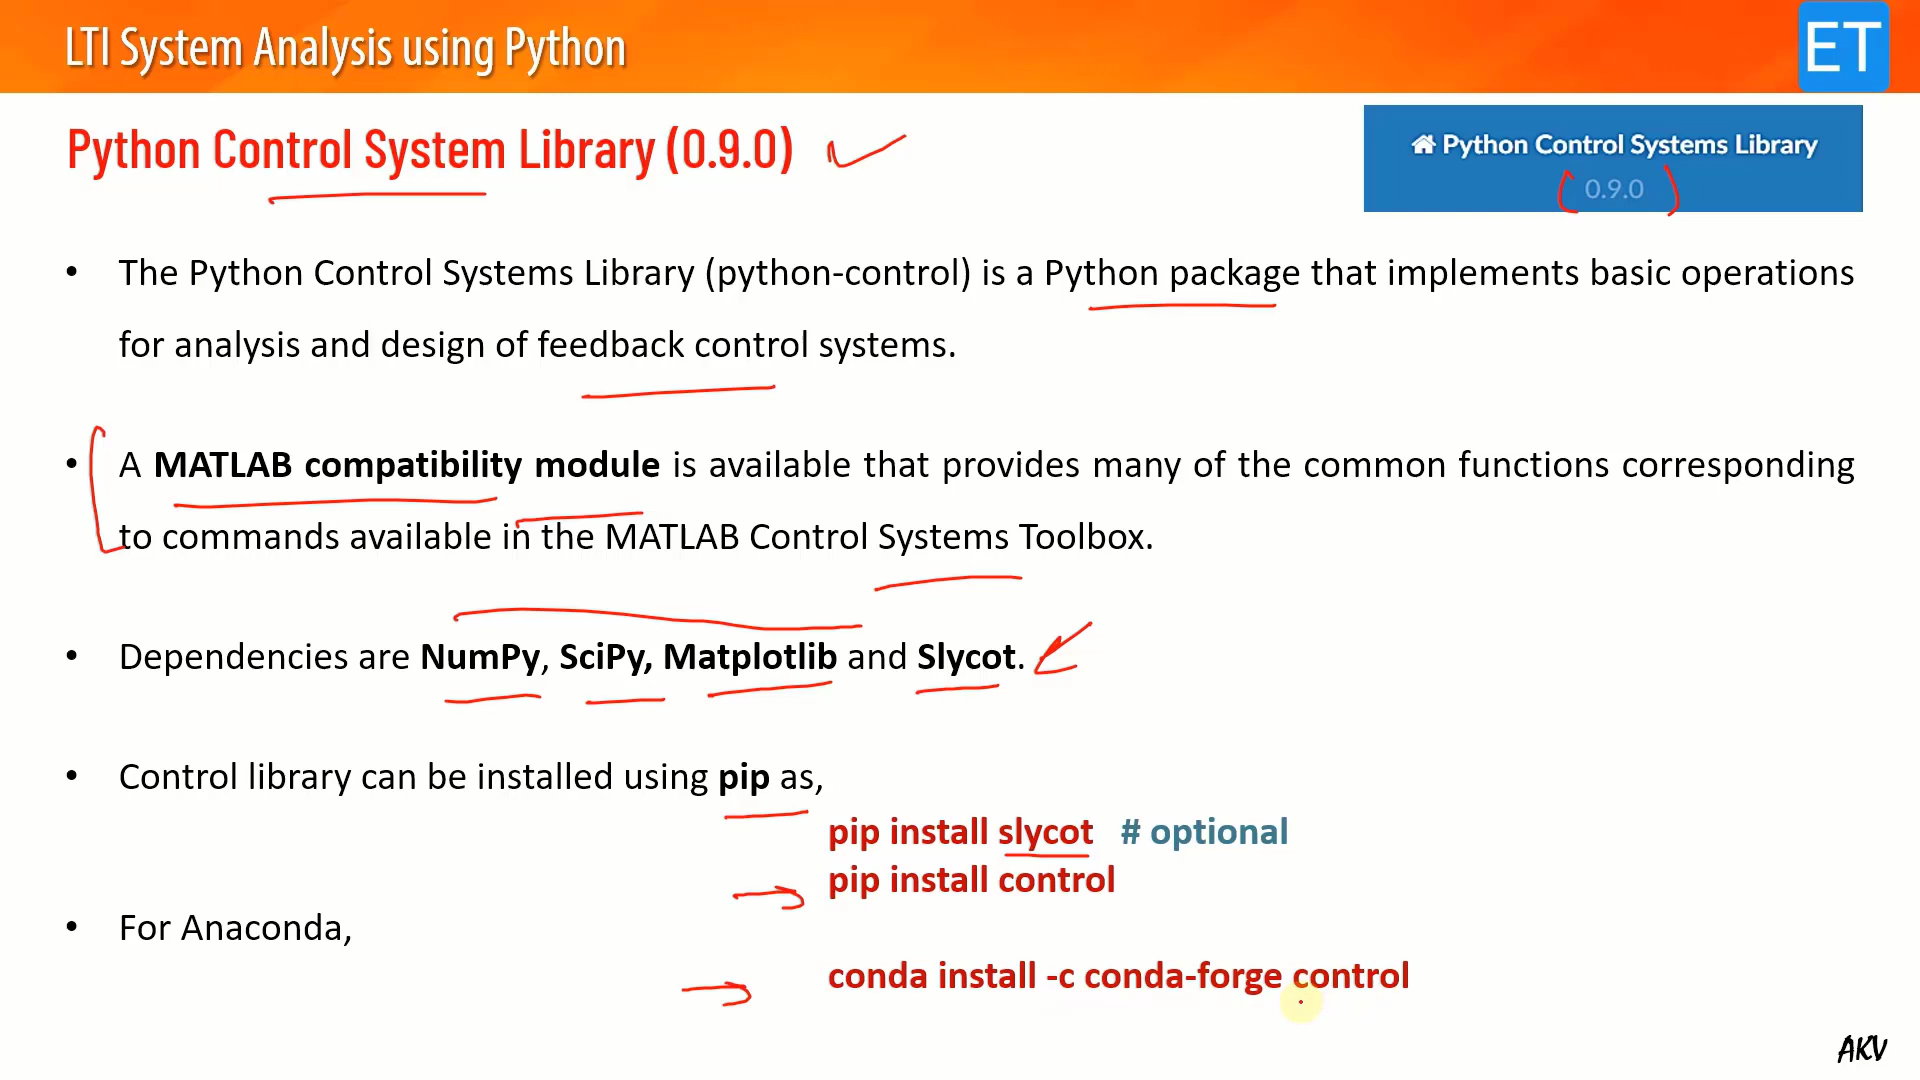 LTI System Analysis using Python
ET
Python Control System Library (0.9.0)
Python Control Systems Library
0.9.0
• The Python Control Systems Library (python-control) is a Python package that implements basic operations
for analysis and design of feedback control systems.
• A MATLAB compatibility module is available that provides many of the common functions corresponding
to commands available in the MATLAB Control Systems Toolbox.
• Dependencies are NumPy, SciPy, Matplotlib and Slycot.
• Control library can be installed using pip as,
pip install slycot # optional
pip install control
• For Anaconda,
conda install -c conda-forge control
AKV